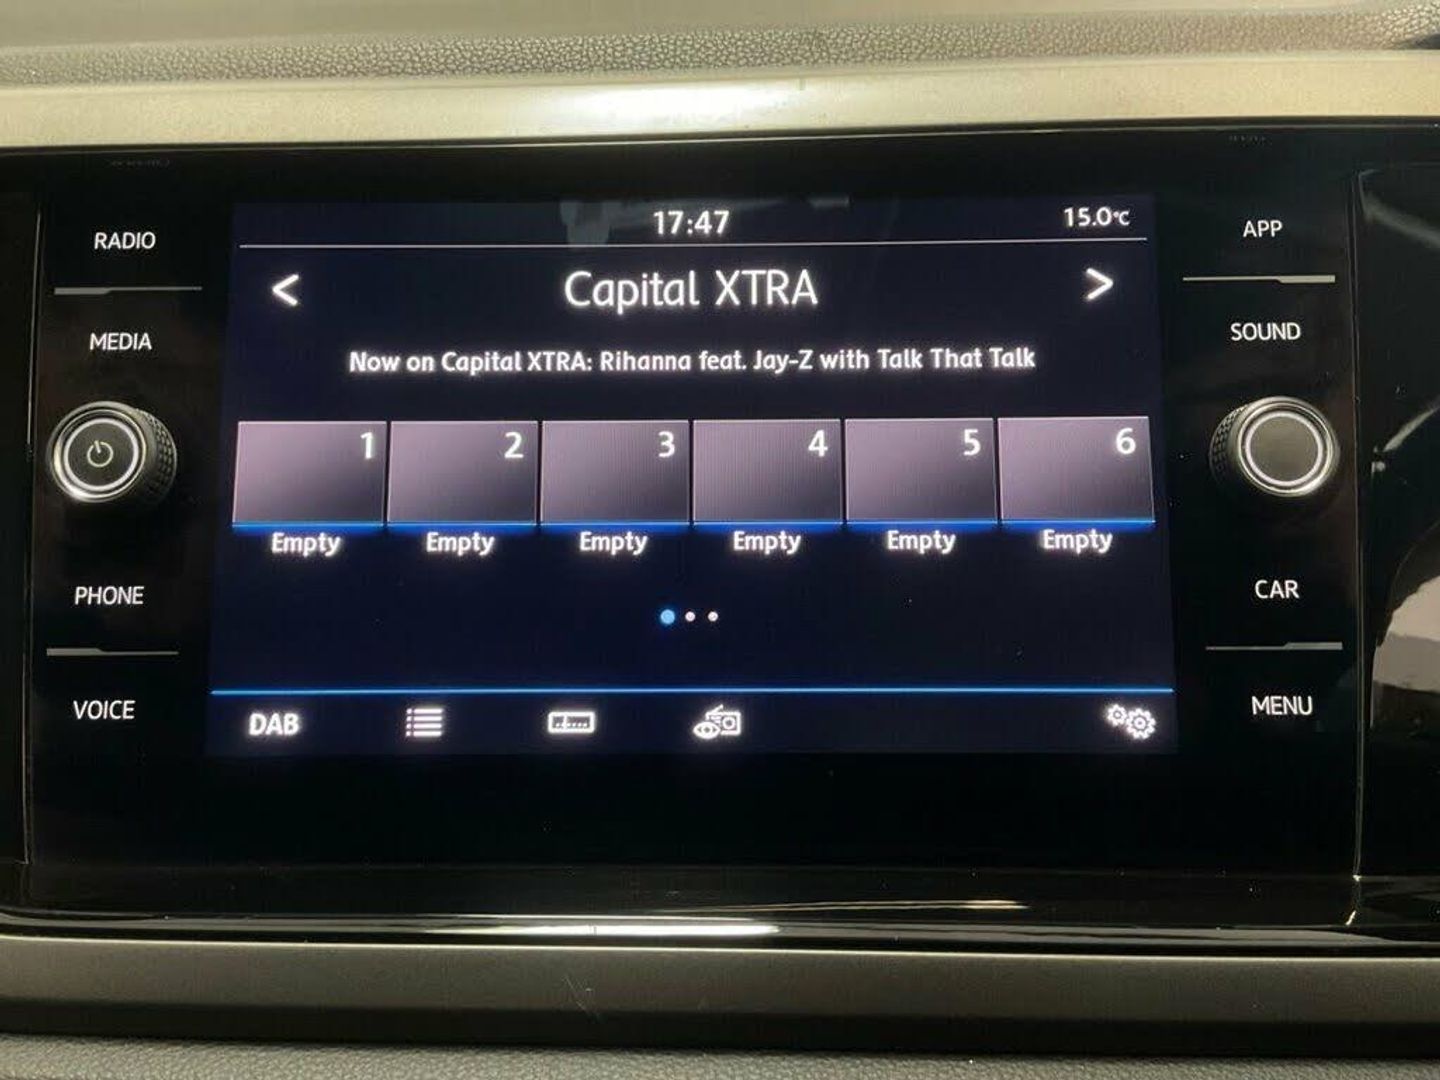 17:47
15.0°C
RADIO
MEDIA
PHONE
VOICE
<
Capital XTRA
>
Now on Capital XTRA: Rihanna feat. Jay-Z with Talk That Talk
1 2 3 4 5 6
Empty Empty Empty Empty Empty Empty
DAB
APP
SOUND
CAR
MENU